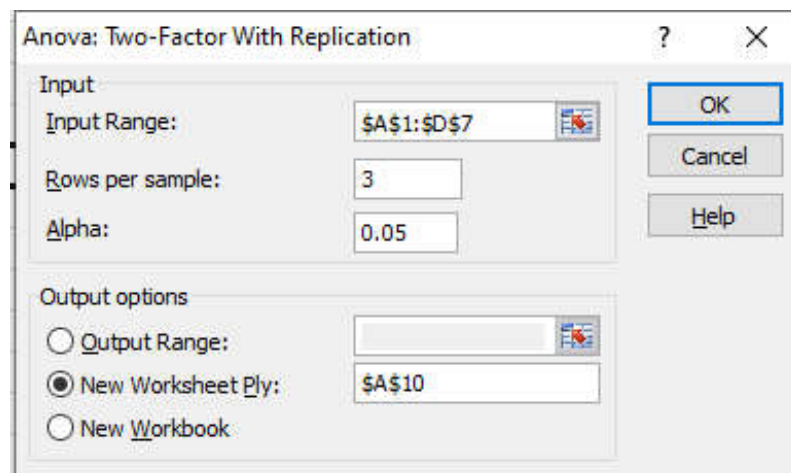 Anova: Two-Factor With Replication ? X
Input
Input Range: $A$1:$D$7
Rows per sample: 3
Alpha: 0.05
OK
Cancel
Help
Output options
Output Range:
New Worksheet Ply: $A$10
New Workbook